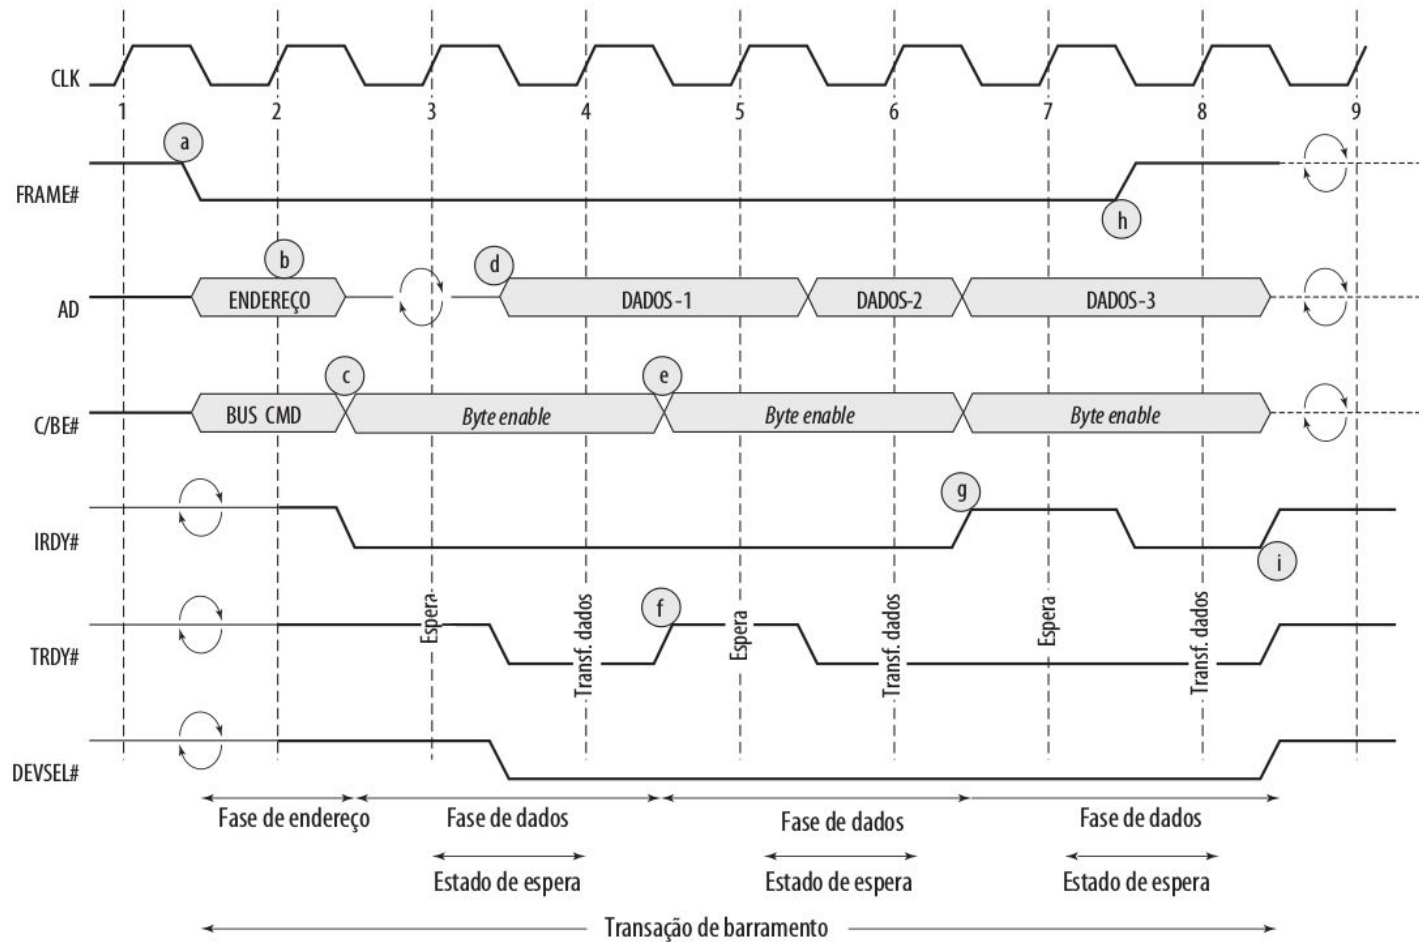 CLK
1 2 3 4 5 6 7 8 9
a
FRAME#
h
b
d
AD
ENDEREÇO DADOS-1 DADOS-2 DADOS-3
c
e
C/BE#
BUS CMD Byte enable Byte enable Byte enable
g
IRDY#
i
f
TRDY#
Espera
Transf. dados
Espera
Transf. dados
Espera
Transf. dados
DEVSEL#
Fase de endereço Fase de dados Fase de dados Fase de dados
Estado de espera Estado de espera Estado de espera
Transação de barramento